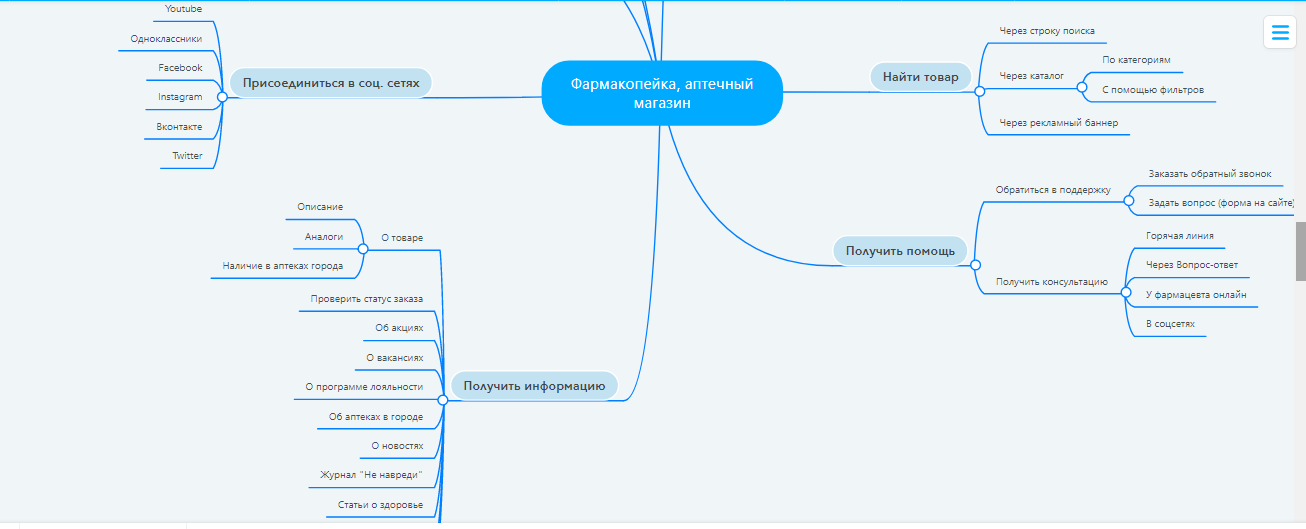 Фармакопейка, аптечный
магазин
Присоединиться в соц. сетях
Youtube
Одноклассники
Facebook
Instagram
Вконтакте
Twitter
Найти товар
Через строку поиска
Через каталог
По категориям
С помощью фильтров
Через рекламный баннер
Получить помощь
Обратиться в поддержку
Заказать обратный звонок
Задать вопрос (форма на сайте)
Получить консультацию
Горячая линия
Через Вопрос-ответ
У фармацевта онлайн
В соцсетях
Получить информацию
О товаре
Описание
Аналоги
Наличие в аптеках города
Проверить статус заказа
Об акциях
О вакансиях
О программе лояльности
Об аптеках в городе
О новостях
Журнал "Не навреди"
Статьи о здоровье